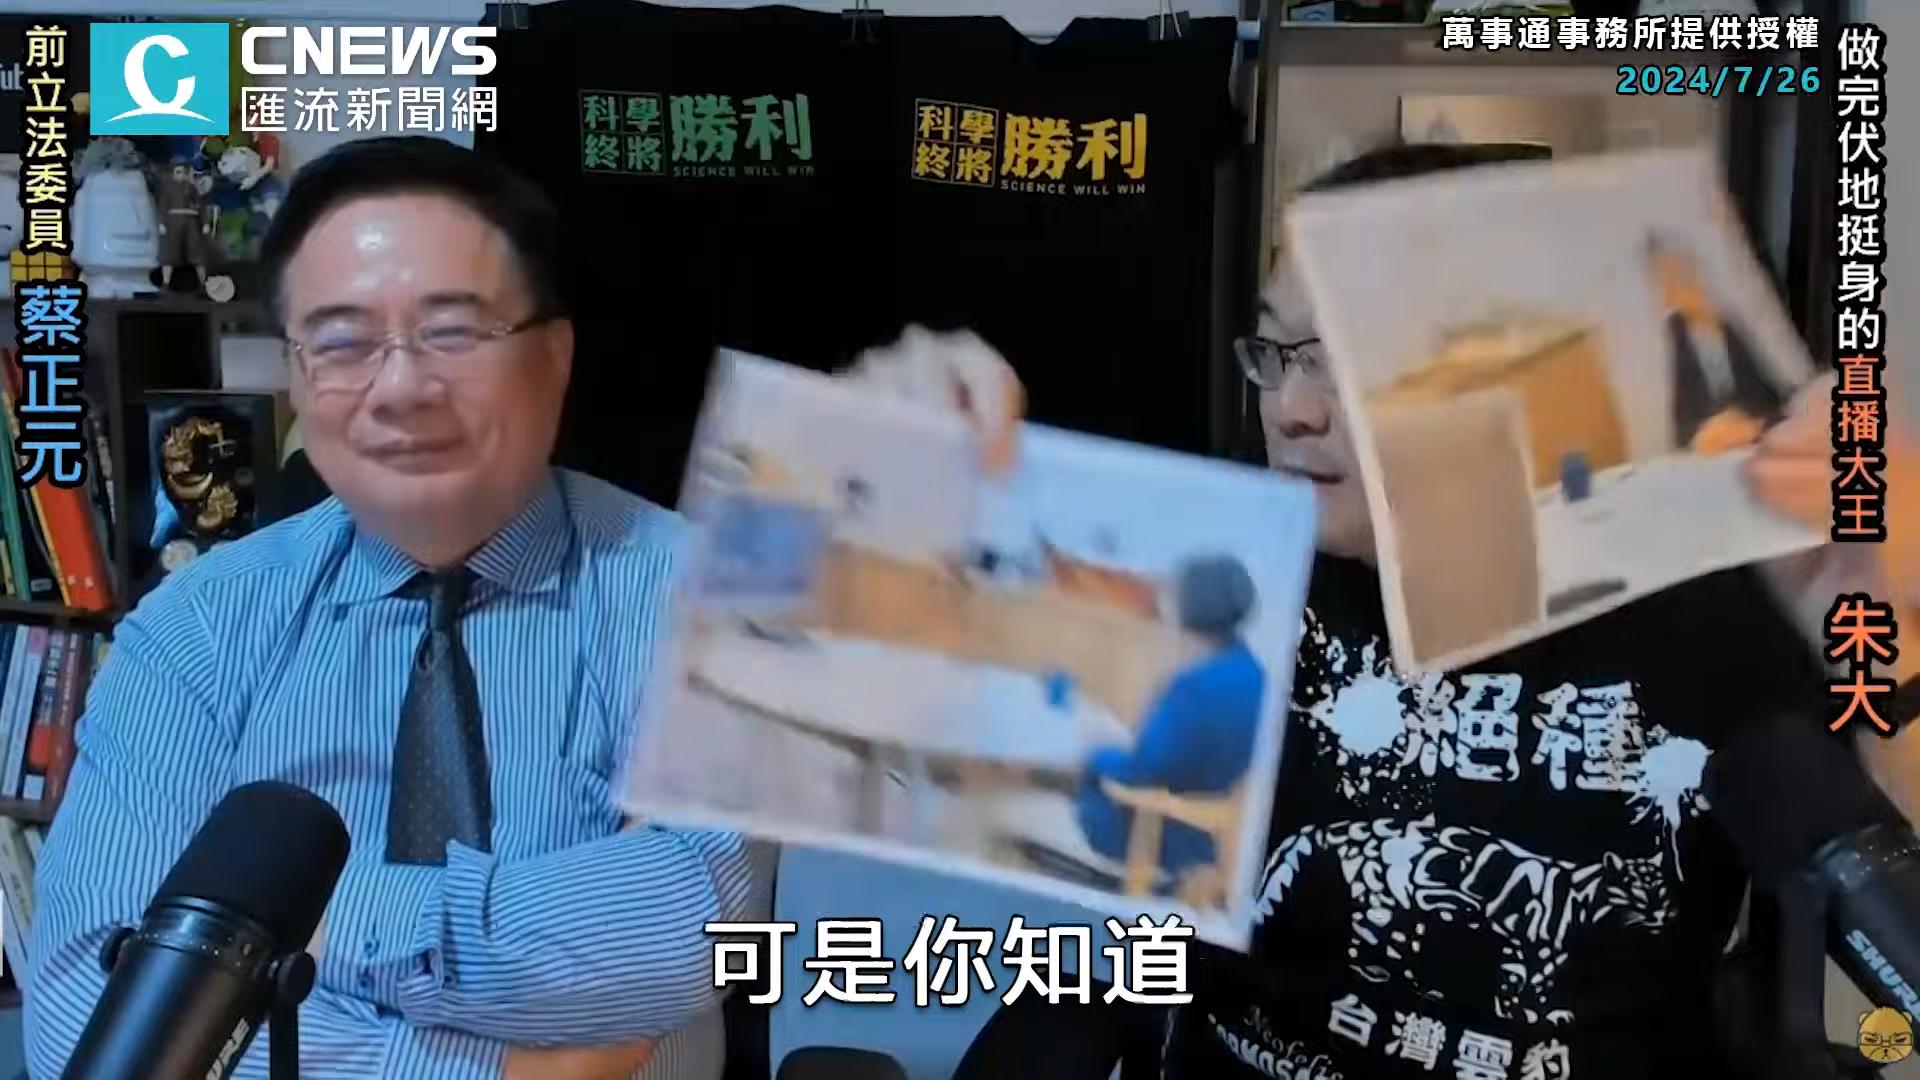 前立法委員 蔡正元
CNEWS
匯流新聞網
萬事通事務所提供授權
2024/7/26
做完伏地挺身的直播大王 朱大
科學終將勝利
SCIENCE WILL WIN
科學終將勝利
SCIENCE WILL WIN
絕種
台灣雲豹
可是你知道
SHURE